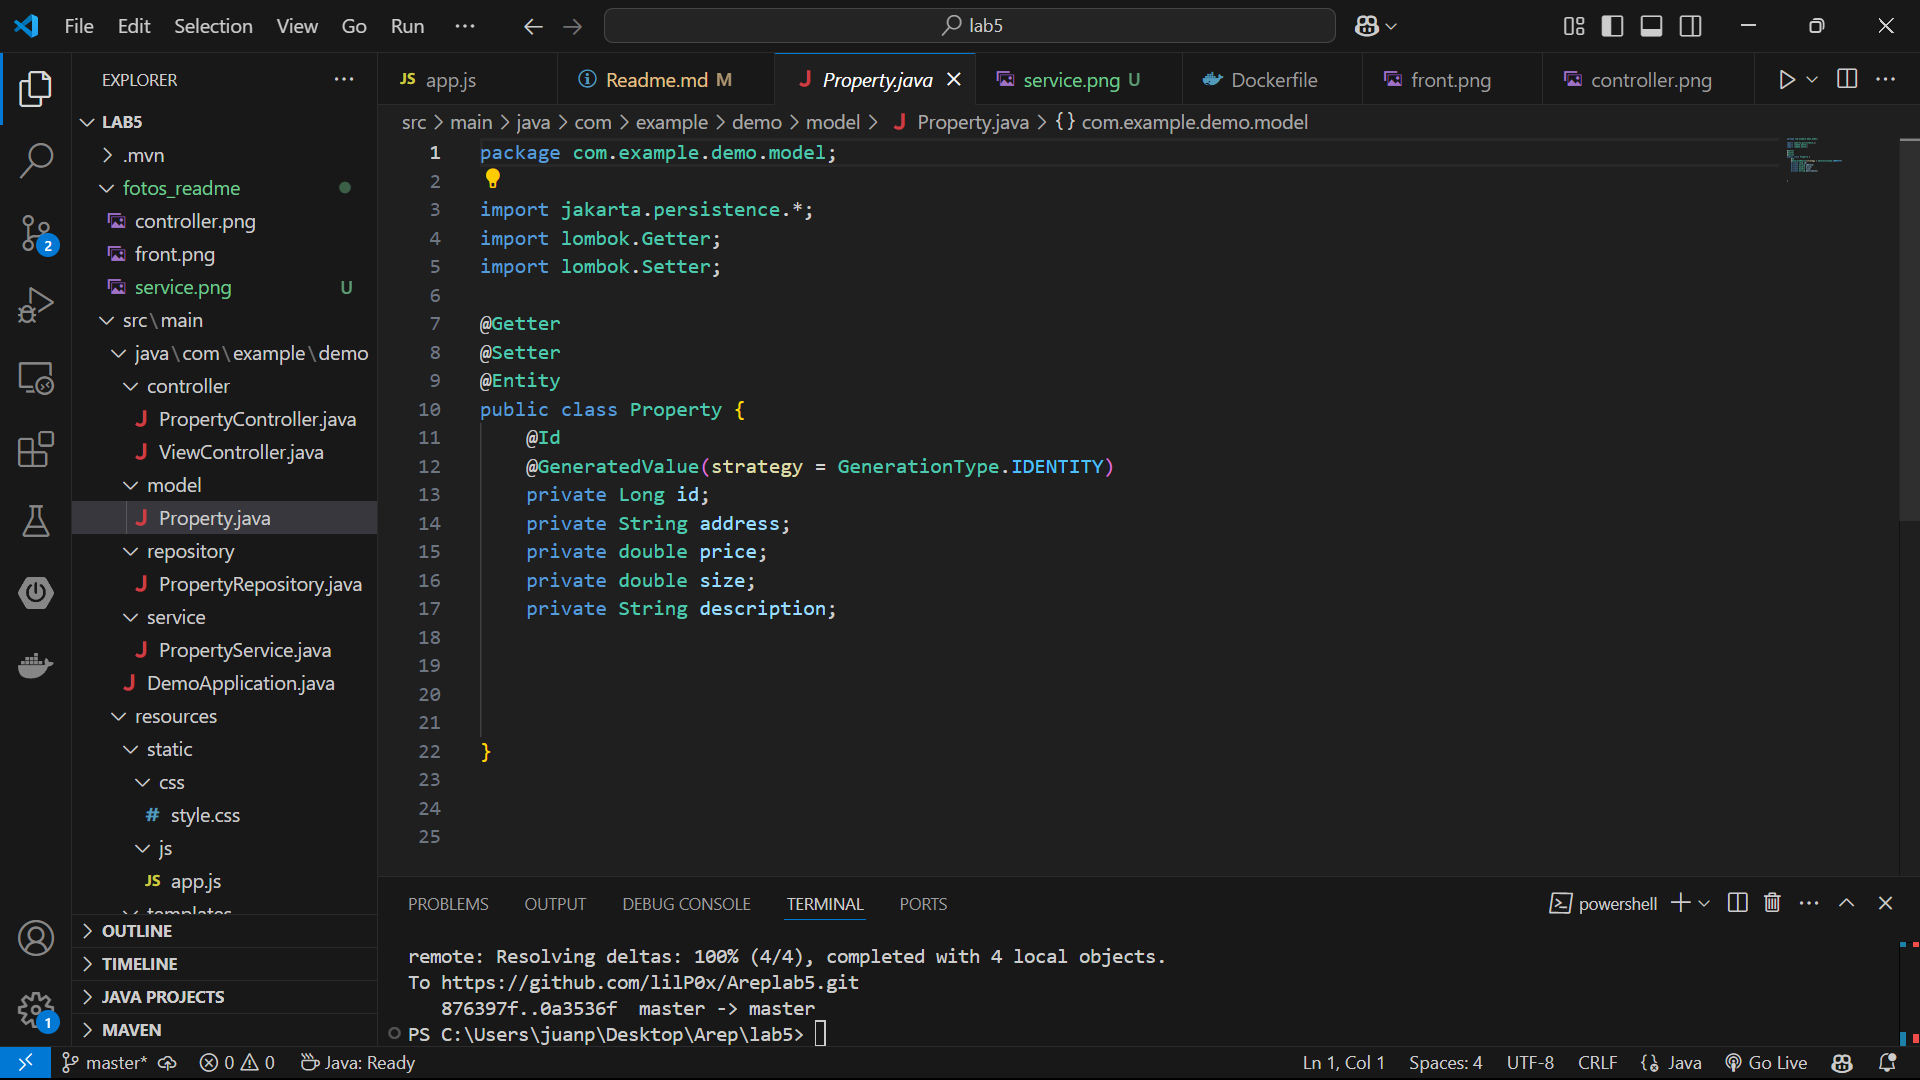 File Edit Selection View Go Run ··· lab5
EXPLORER ···
LAB5
.mvn
fotos_readme
controller.png
front.png
service.png U
src\main
java\com\example\demo
controller
PropertyController.java
ViewController.java
model
Property.java
repository
PropertyRepository.java
service
PropertyService.java
DemoApplication.java
resources
static
css
# style.css
js
JS app.js
templates
OUTLINE
TIMELINE
JAVA PROJECTS
MAVEN
2
1
JS app.js Readme.md M J Property.java service.png U Dockerfile front.png controller.png ···
src > main > java > com > example > demo > model > J Property.java > {} com.example.demo.model
1 package com.example.demo.model;
2
3 import jakarta.persistence.*;
4 import lombok.Getter;
5 import lombok.Setter;
6
7 @Getter
8 @Setter
9 @Entity
10 public class Property {
11 @Id
12 @GeneratedValue(strategy = GenerationType.IDENTITY)
13 private Long id;
14 private String address;
15 private double price;
16 private double size;
17 private String description;
18
19
20
21
22 }
23
24
25
PROBLEMS OUTPUT DEBUG CONSOLE TERMINAL PORTS powershell ···
remote: Resolving deltas: 100% (4/4), completed with 4 local objects.
To https://github.com/lilP0x/Areplab5.git
876397f..0a3536f master -> master
PS C:\Users\juanp\Desktop\Arep\lab5>
master* 0 0 Java: Ready Ln 1, Col 1 Spaces: 4 UTF-8 CRLF Java Go Live